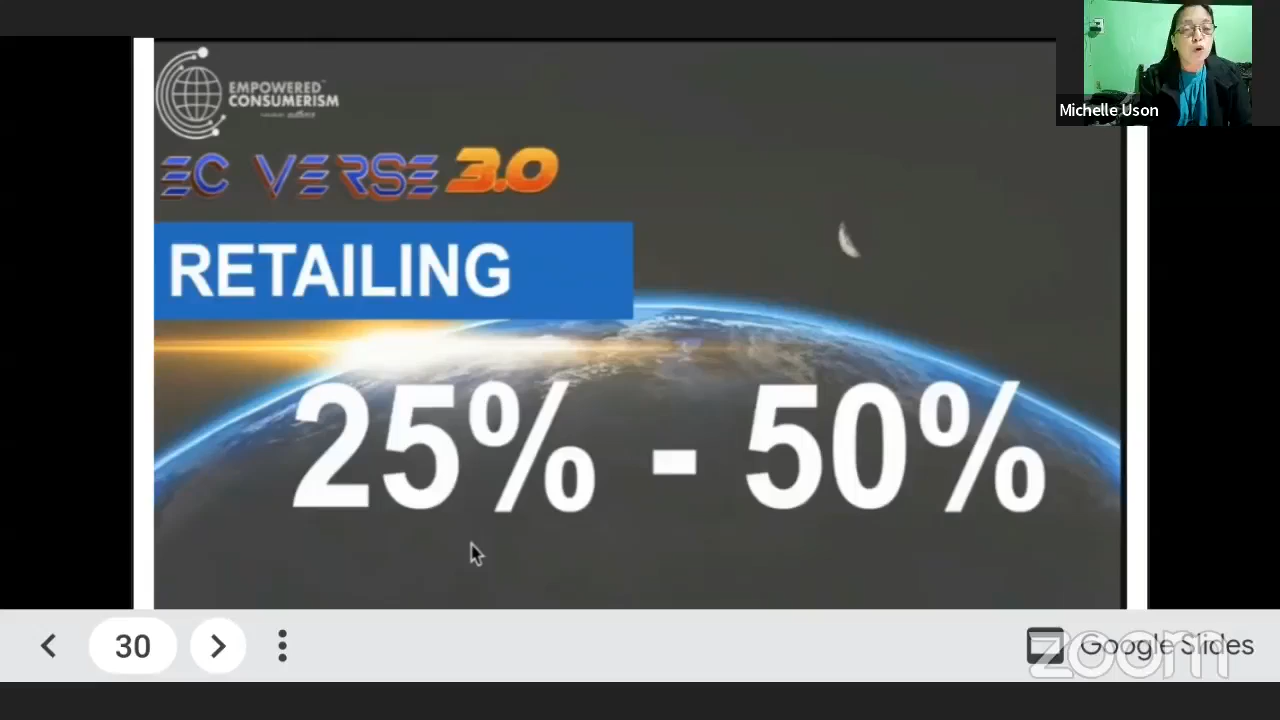 EMPOWERED
CONSUMERISM
Michelle Uson
EC VERSE 3.0
RETAILING
25% - 50%
30
Google Slides
zoom